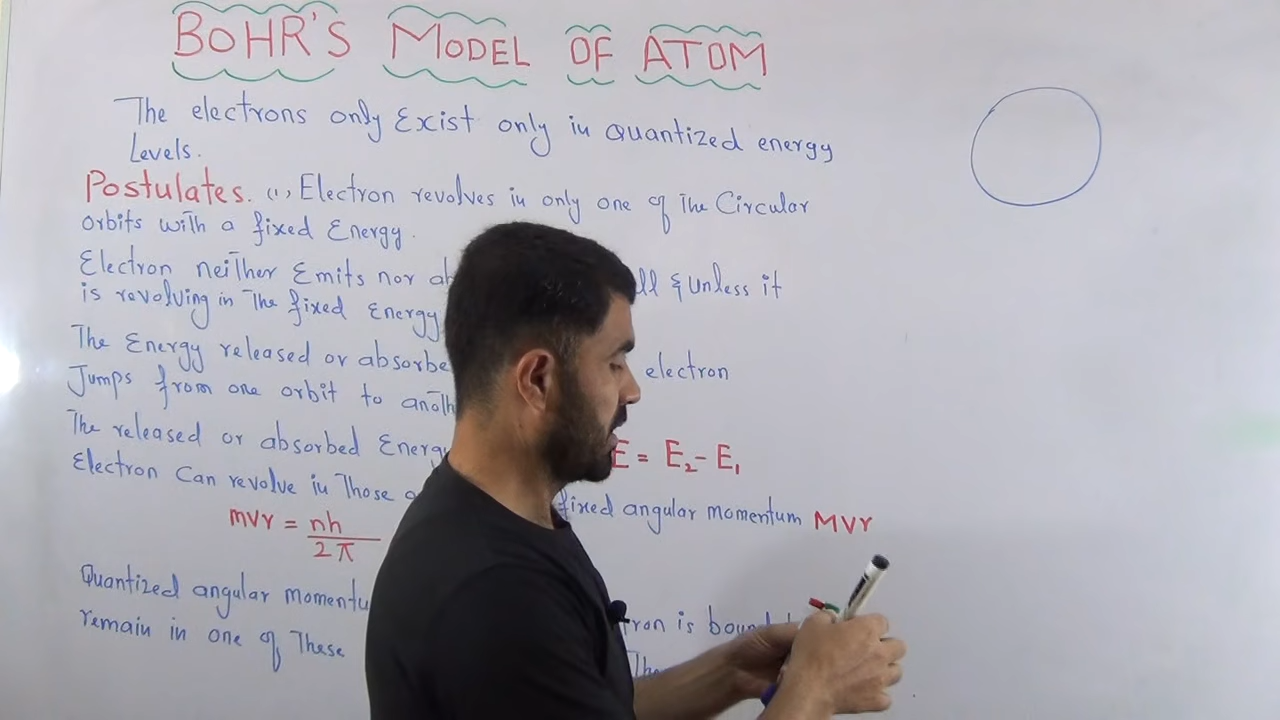 BOHR'S MODEL OF ATOM
The electrons only Exist only in quantized energy
Levels.
Postulates. (1), Electron revolves in only one of The Circular
orbits with a fixed Energy.
Electron neither Emits nor ll & unless it
is revolving in The fixed Energy
The Energy released or absorbe electron
Jumps from one orbit to anoth
The released or absorbed Energy E = E₂ - E₁
Electron Can revolve in Those fixed angular momentum MVr
mvr = nh
2π
Quantized angular momentu tron is bound
remain in one of These